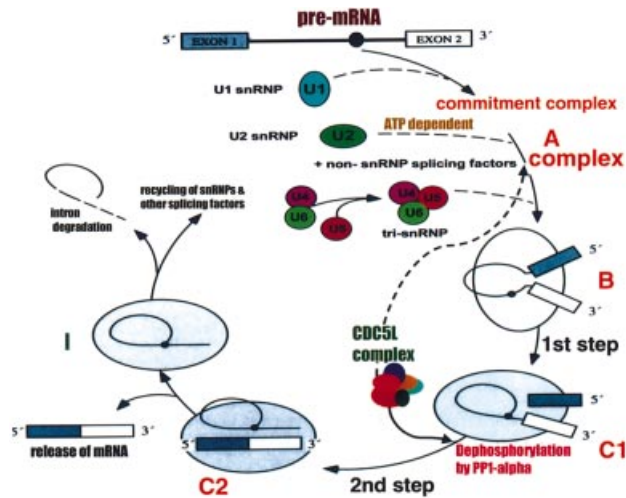 pre-mRNA
5´ EXON 1 EXON 2 3´
U1 snRNP U1
commitment complex
U2 snRNP U2 ATP dependent
A complex
+ non- snRNP splicing factors
U4 U6 U5 U4 U5 U6
tri-snRNP
recycling of snRNPs &
other splicing factors
intron
degradation
5´
B
3´
1st step
CDC5L
complex
I
5´
3´
C1
Dephosphorylation
by PP1-alpha
5´ 3´
release of mRNA
5´ 3´
C2
2nd step